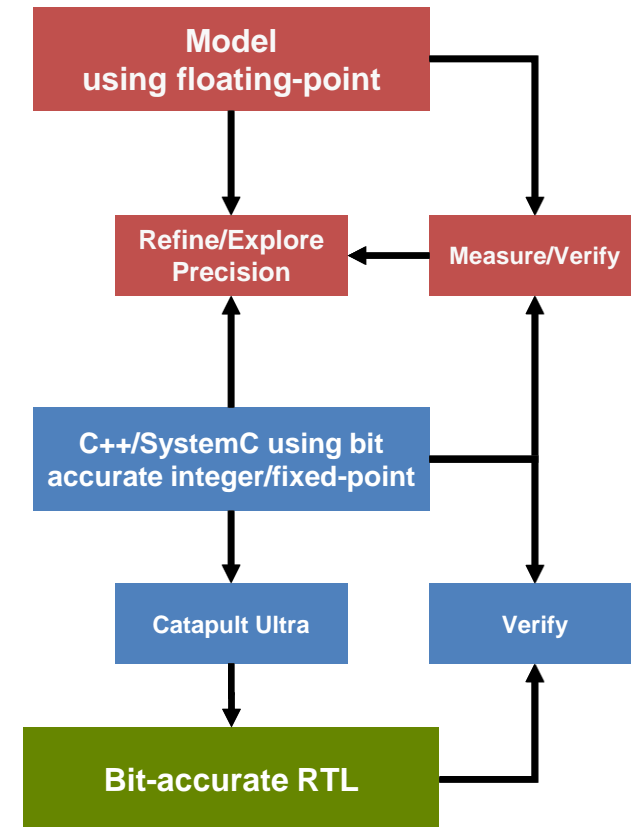 Model
using floating-point
Refine/Explore
Precision
Measure/Verify
C++/SystemC using bit
accurate integer/fixed-point
Catapult Ultra
Verify
Bit-accurate RTL